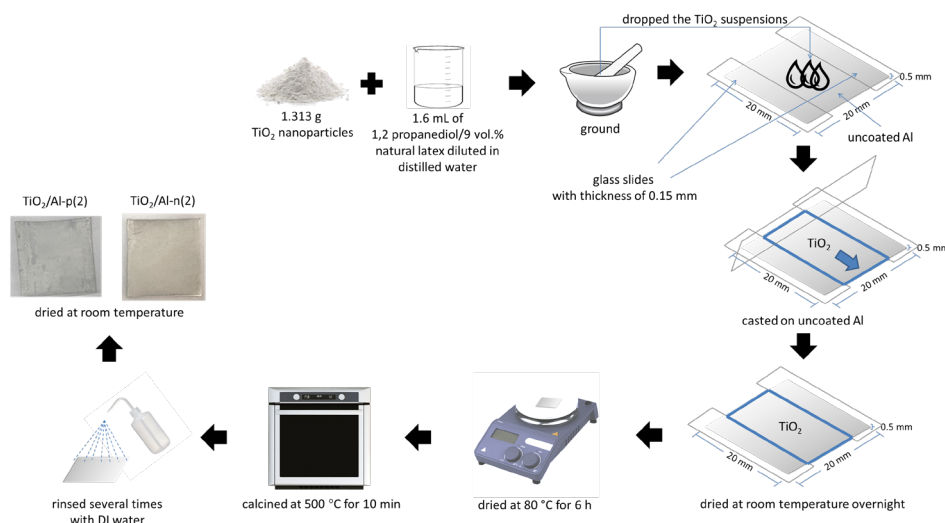 dropped the TiO₂ suspensions
0.5 mm
20 mm
20 mm
uncoated Al
1.313 g
TiO₂ nanoparticles
1.6 mL of
1,2 propanediol/9 vol.%
natural latex diluted in
distilled water
ground
glass slides
with thickness of 0.15 mm
TiO₂
0.5 mm
20 mm
20 mm
casted on uncoated Al
TiO₂
0.5 mm
20 mm
20 mm
dried at room temperature overnight
dried at 80 °C for 6 h
calcined at 500 °C for 10 min
rinsed several times
with DI water
TiO₂/Al-p(2)
TiO₂/Al-n(2)
dried at room temperature